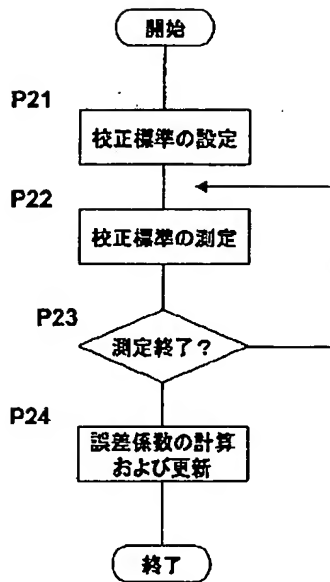 開始
P21
校正標準の設定
P22
校正標準の測定
P23
測定終了?
P24
誤差係数の計算
および更新
終了